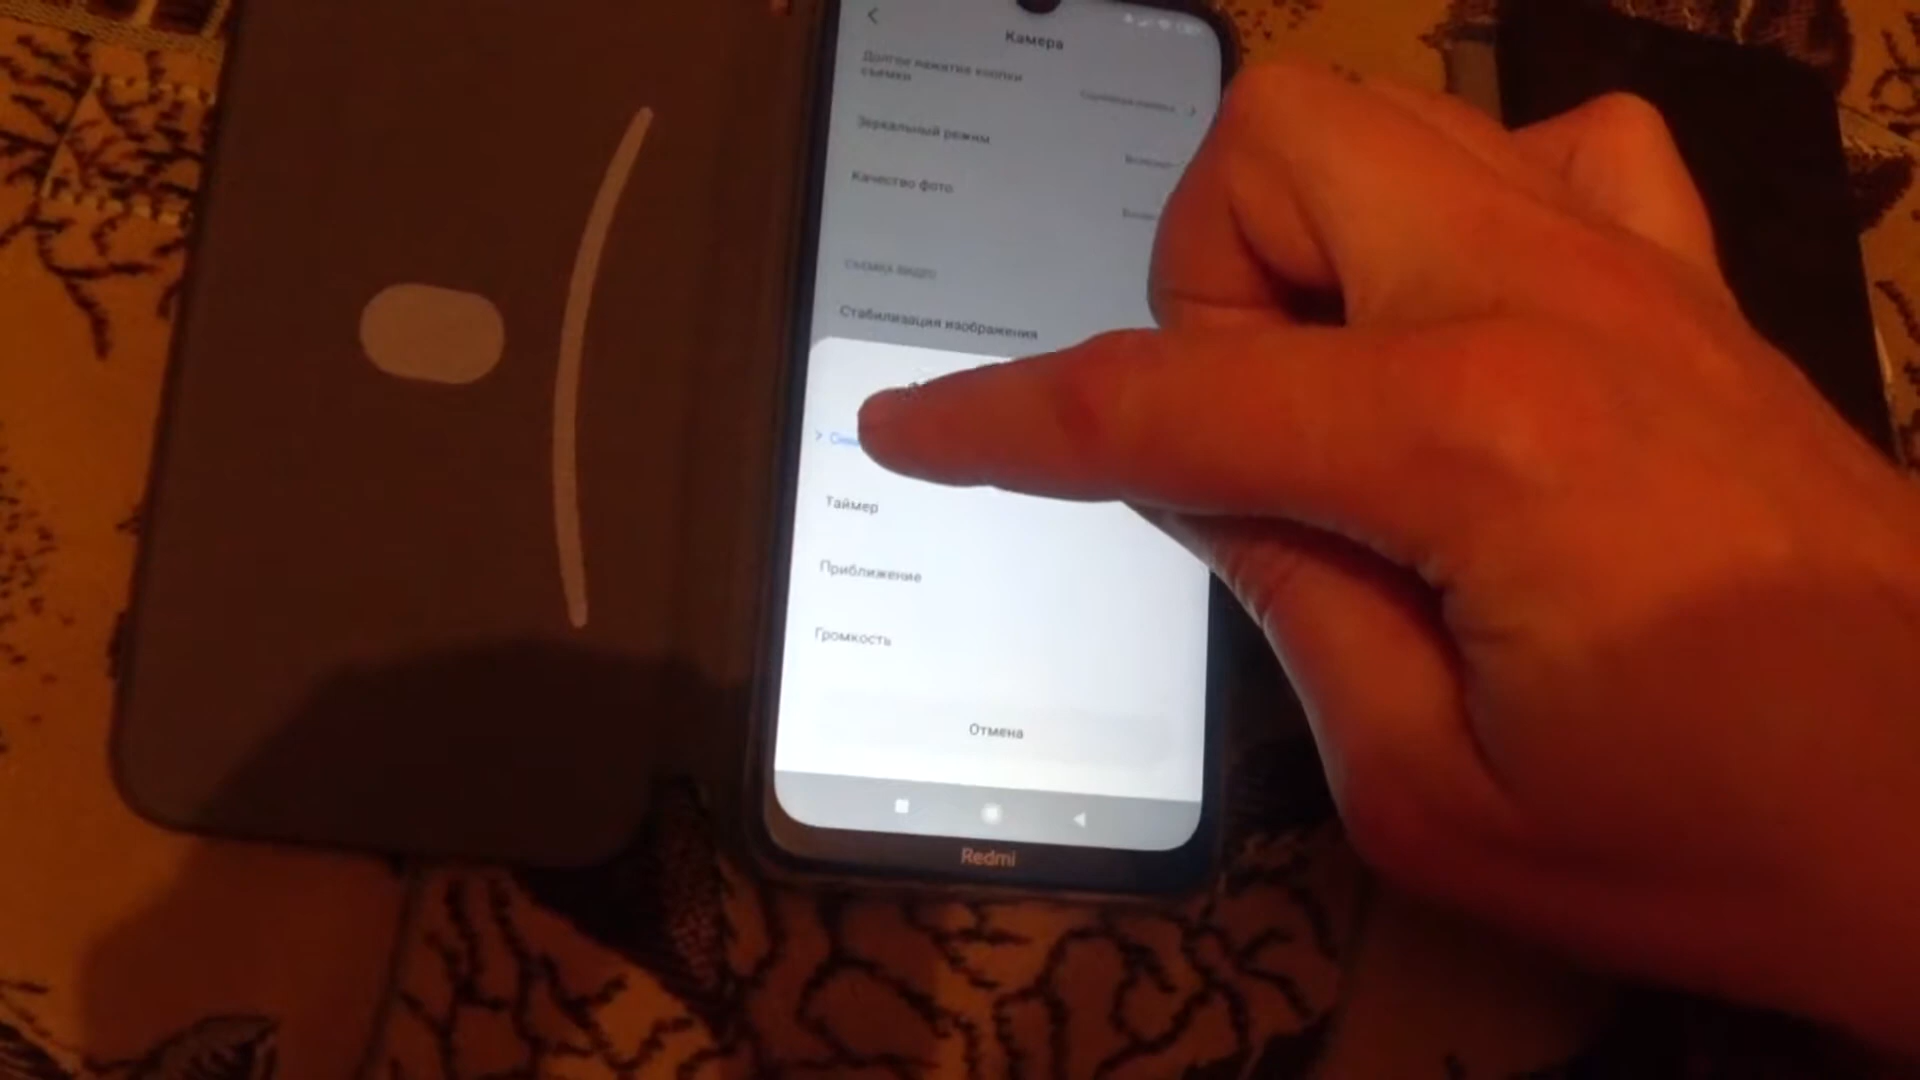 Камера
Долгое нажатие кнопки
съемки
Зеркальный режим
Качество фото
СЪЕМКА ВИДЕО
Стабилизация изображения
Таймер
Приближение
Громкость
Отмена
Redmi